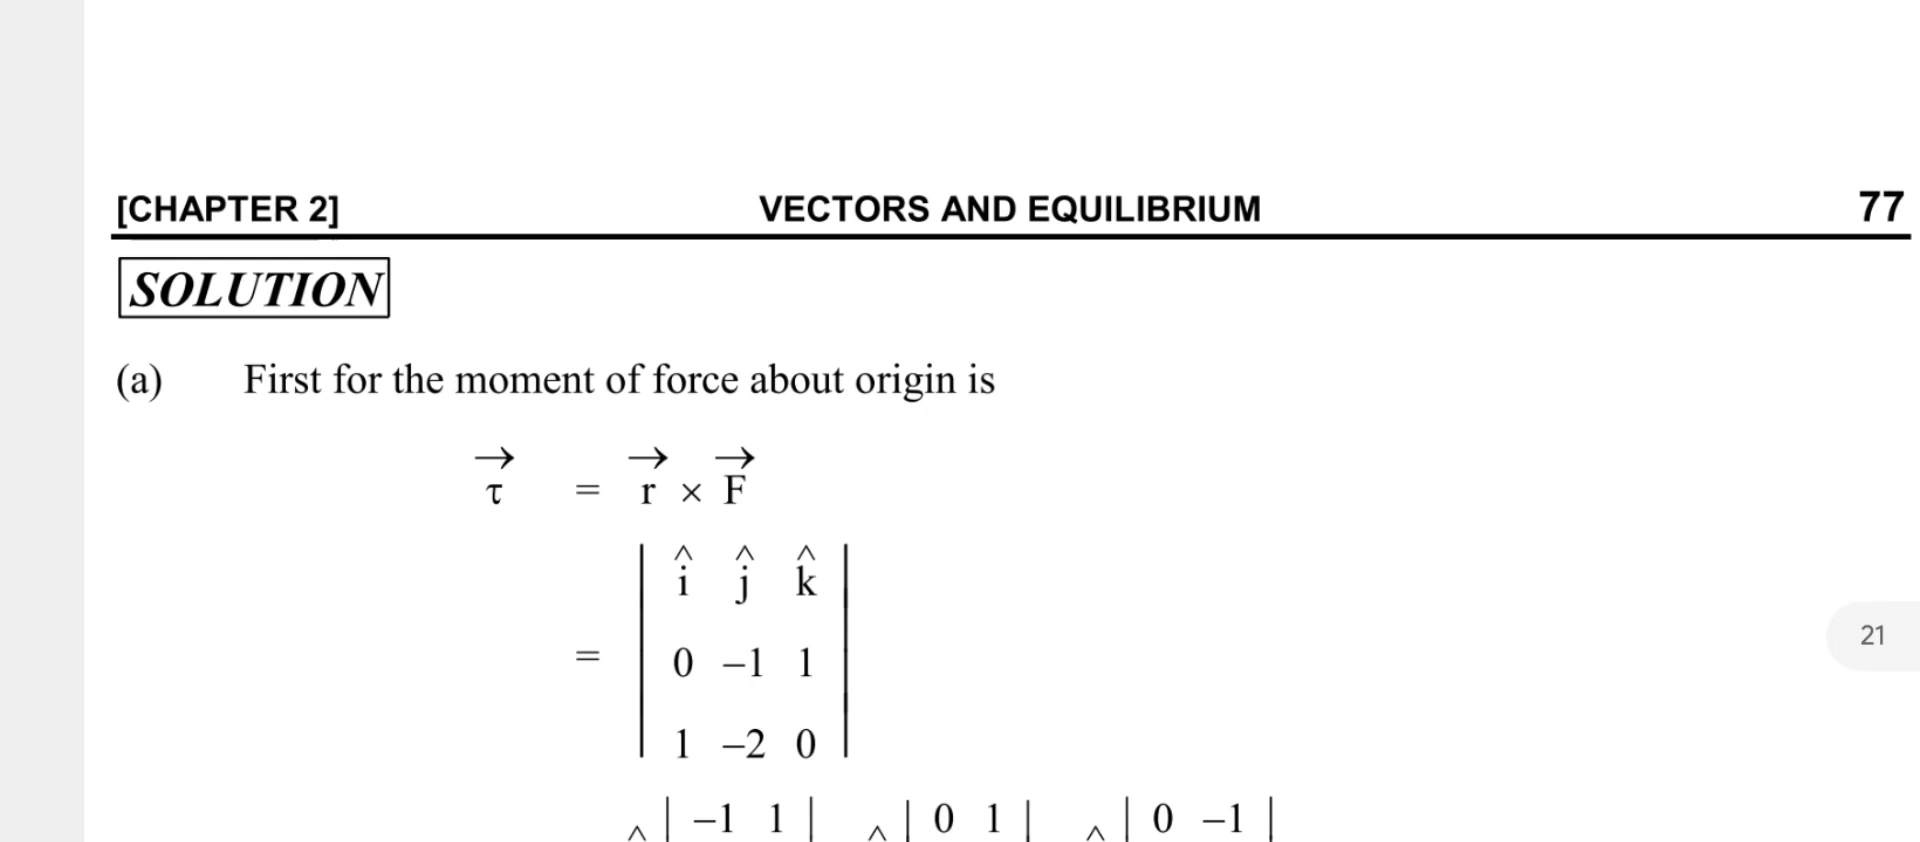 [CHAPTER 2] VECTORS AND EQUILIBRIUM 77
SOLUTION
(a) First for the moment of force about origin is
→ → →
τ = r × F
^ ^ ^
i j k
= 0 –1 1
21
1 –2 0
^ | –1 1 | ^ | 0 1 | ^ | 0 –1 |